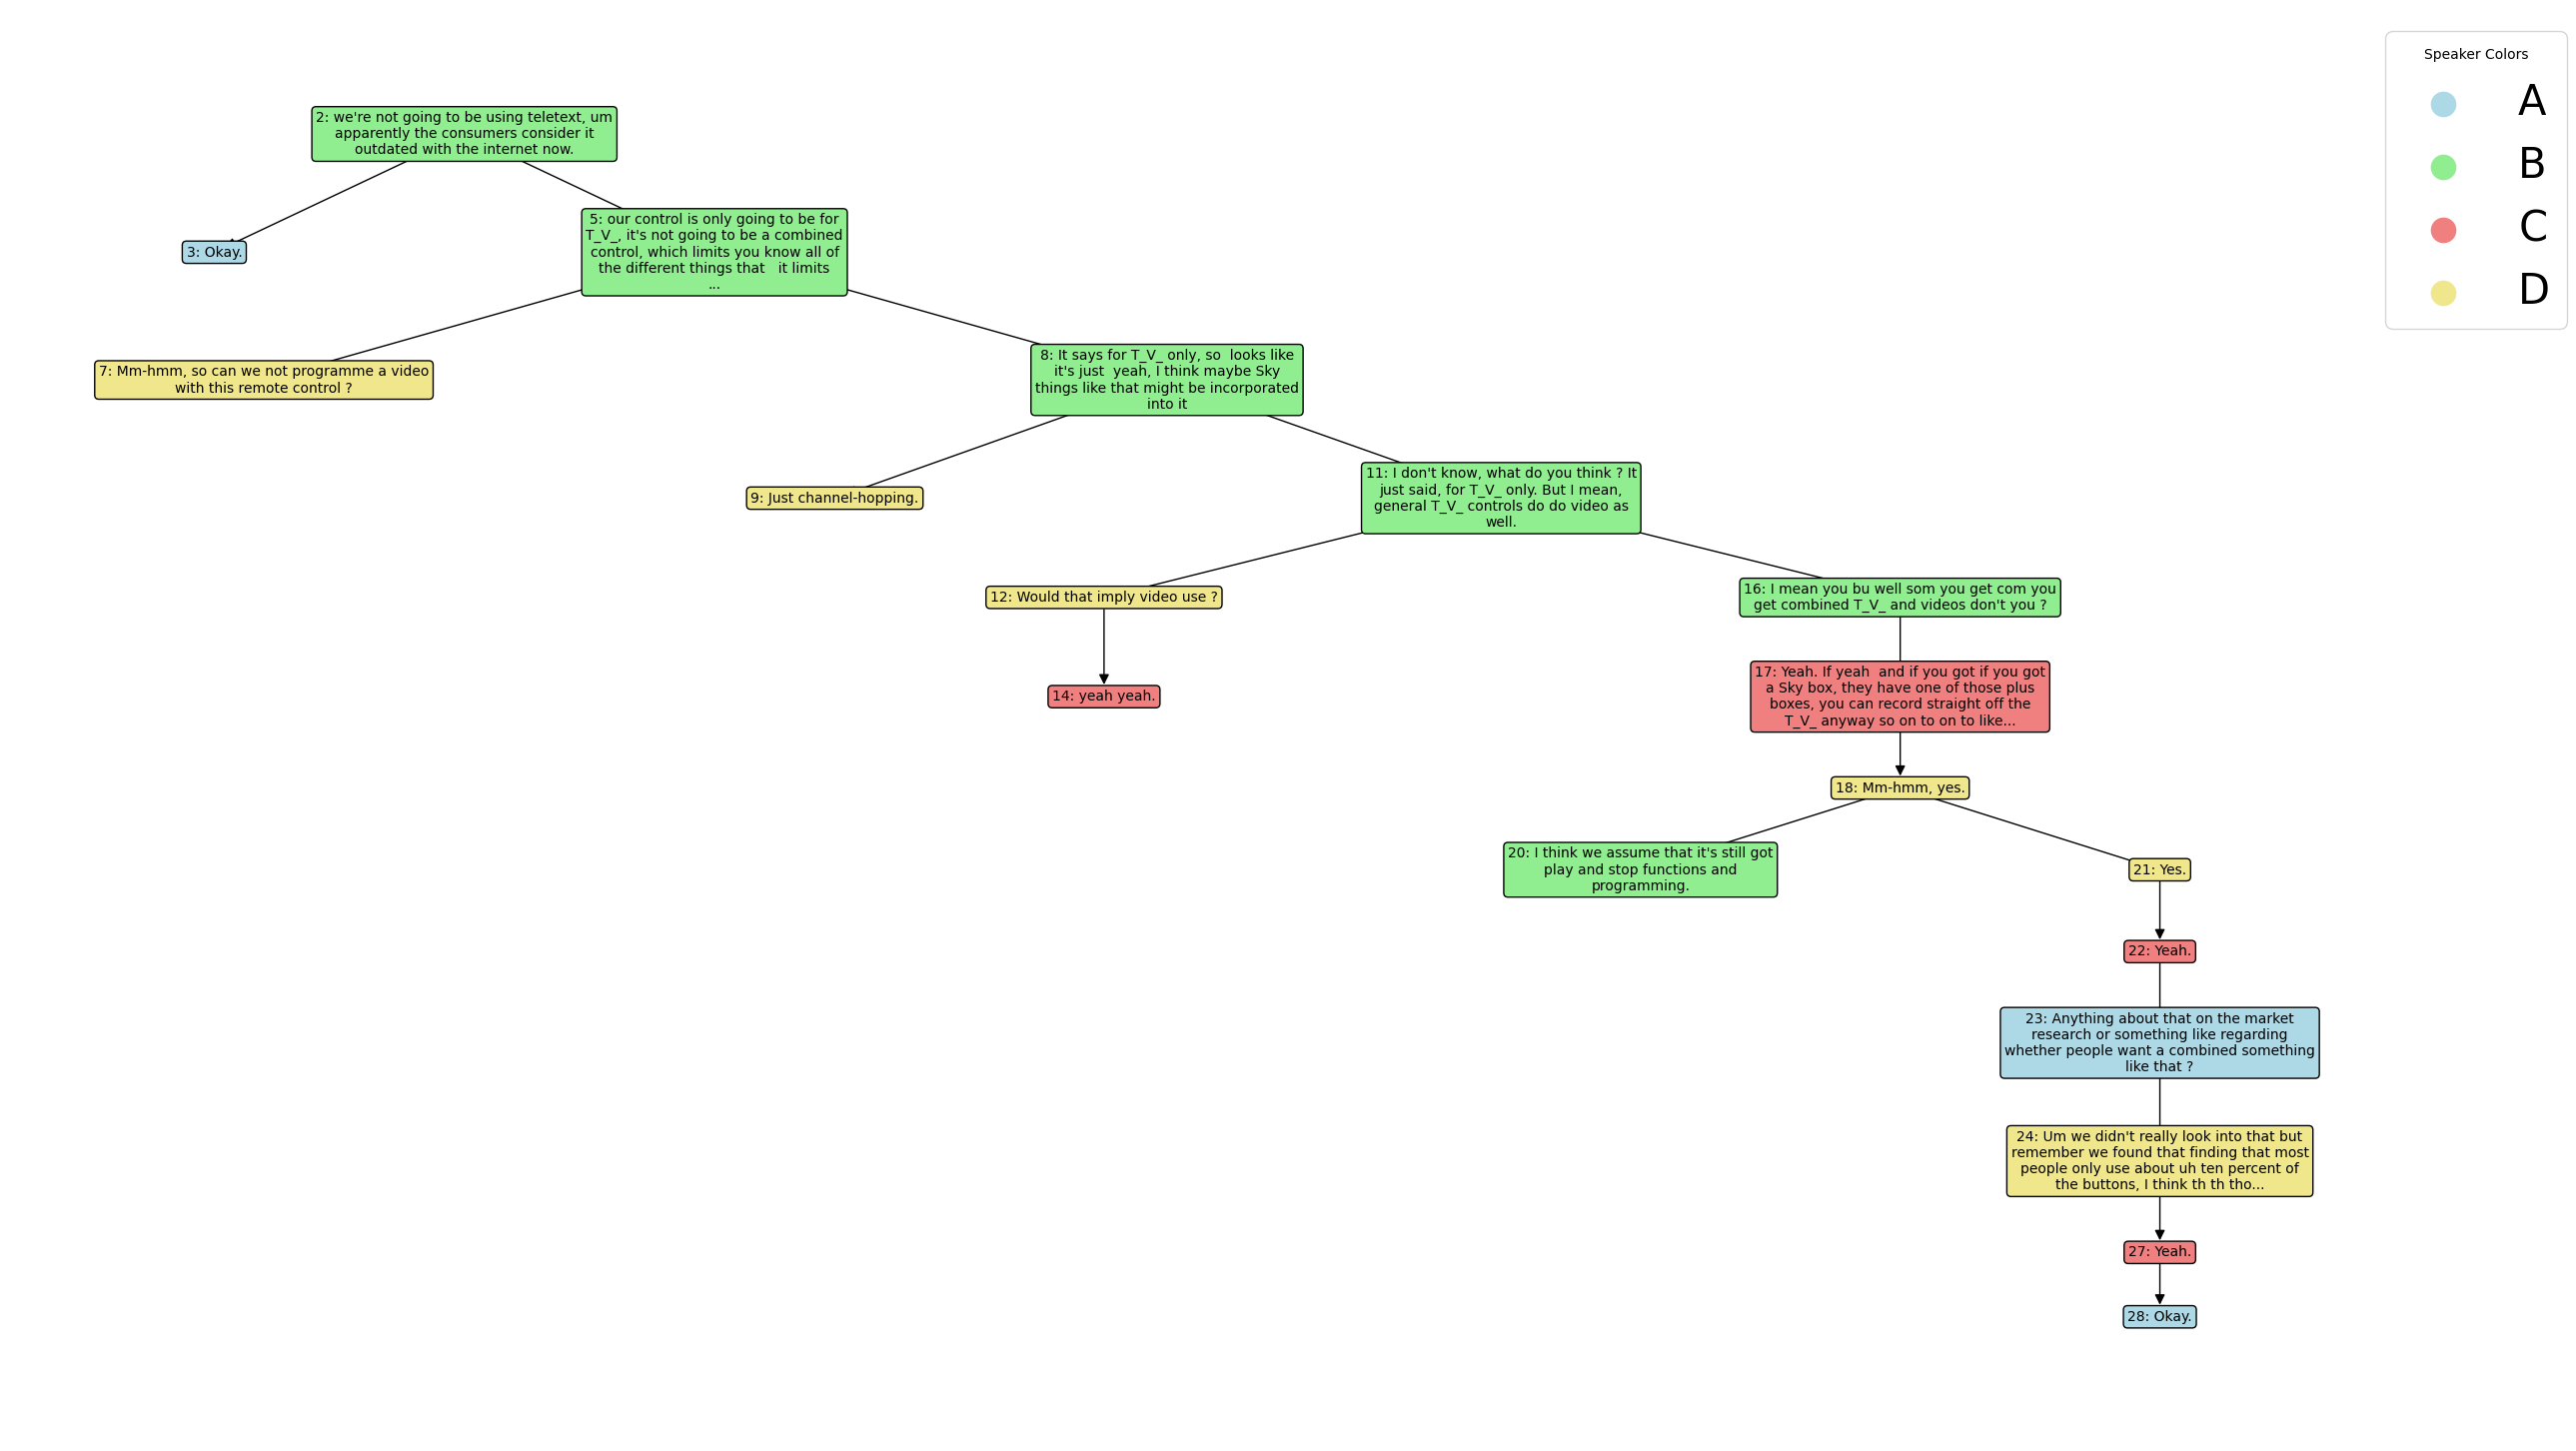 Speaker Colors
A
B
C
D
2: we're not going to be using teletext, um
apparently the consumers consider it
outdated with the internet now.
3: Okay.
5: our control is only going to be for
T_V_, it's not going to be a combined
control, which limits you know all of
the different things that   it limits
...
7: Mm-hmm, so can we not programme a video
with this remote control ?
8: It says for T_V_ only, so  looks like
it's just  yeah, I think maybe Sky
things like that might be incorporated
into it
9: Just channel-hopping.
11: I don't know, what do you think ? It
just said, for T_V_ only. But I mean,
general T_V_ controls do do video as
well.
12: Would that imply video use ?
16: I mean you bu well som you get com you
get combined T_V_ and videos don't you ?
14: yeah yeah.
17: Yeah. If yeah  and if you got if you got
a Sky box, they have one of those plus
boxes, you can record straight off the
T_V_ anyway so on to on to like...
18: Mm-hmm, yes.
20: I think we assume that it's still got
play and stop functions and
programming.
21: Yes.
22: Yeah.
23: Anything about that on the market
research or something like regarding
whether people want a combined something
like that ?
24: Um we didn't really look into that but
remember we found that finding that most
people only use about uh ten percent of
the buttons, I think th th tho...
27: Yeah.
28: Okay.